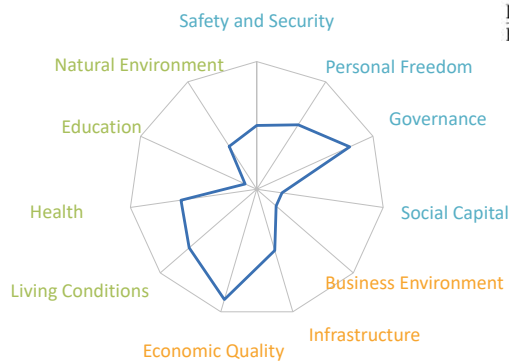 Safety and Security
Natural Environment
Personal Freedom
Education
Governance
Health
Social Capital
Living Conditions
Business Environment
Infrastructure
Economic Quality